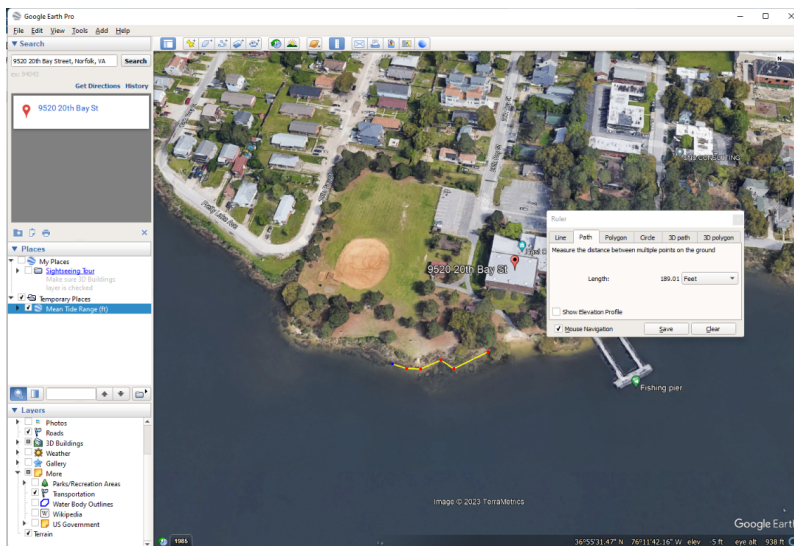 Google Earth Pro
File Edit View Tools Add Help
Search
9520 20th Bay Street, Norfolk, VA
Search
ex: 94043
Get Directions History
9520 20th Bay St
Places
My Places
Sightseeing Tour
Make sure 3D Buildings
layer is checked
Temporary Places
Mean Tide Range (ft)
Layers
Photos
Roads
3D Buildings
Weather
Gallery
More
Parks/Recreation Areas
Transportation
Water Body Outlines
Wikipedia
US Government
Terrain
9520 20th Bay St
CONSULTING
Fishing pier
Ruler
Line Path Polygon Circle 3D path 3D polygon
Measure the distance between multiple points on the ground
Length: 189.01 Feet
Show Elevation Profile
Mouse Navigation Save Clear
Image © 2023 TerraMetrics
Google Earth
1986
36°55'31.47" N 76°11'42.16" W elev -5 ft eye alt 938 ft